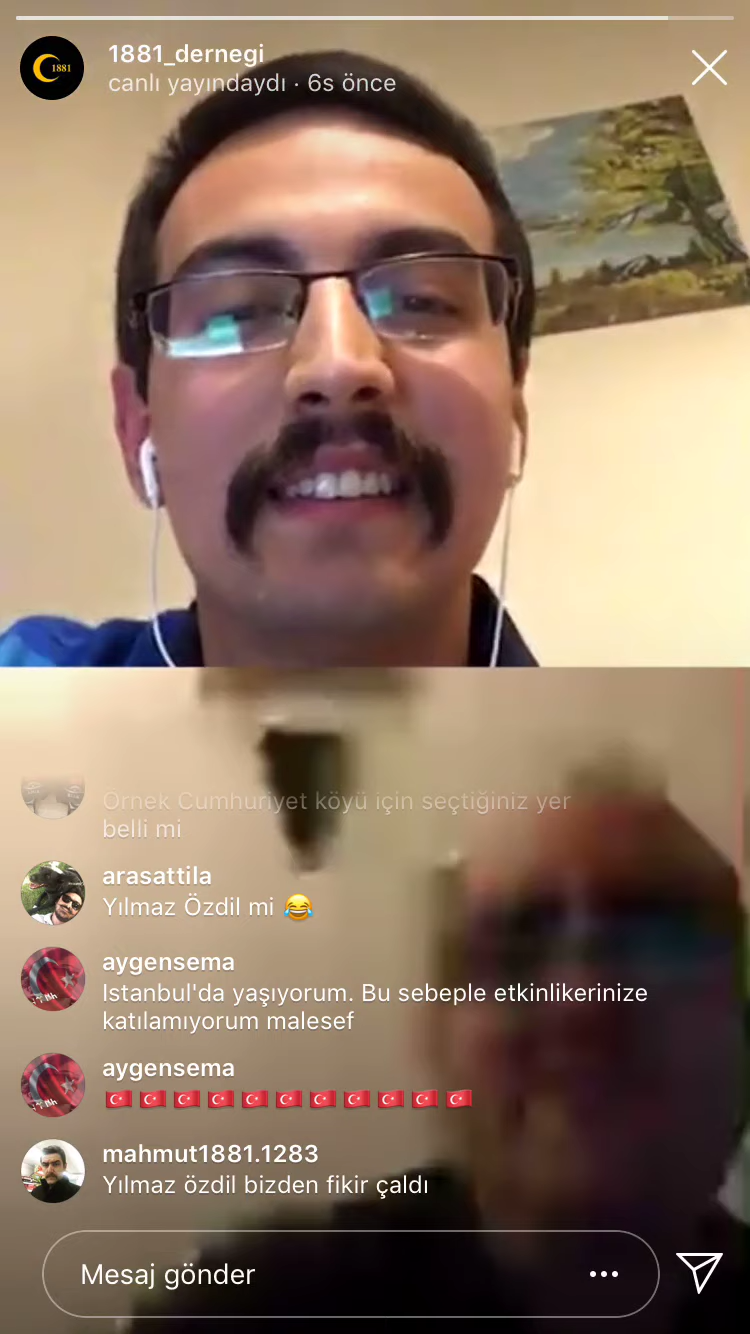 1881_dernegi
canlı yayındaydı · 6s önce
1881
Örnek Cumhuriyet köyü için seçtiğiniz yer
belli mi
arasattila
Yılmaz Özdil mi 😂
aygensema
Istanbul'da yaşıyorum. Bu sebeple etkinlikerinize
katılamıyorum malesef
aygensema
🇹🇷🇹🇷🇹🇷🇹🇷🇹🇷🇹🇷🇹🇷🇹🇷🇹🇷🇹🇷🇹🇷
mahmut1881.1283
Yılmaz özdil bizden fikir çaldı
Mesaj gönder